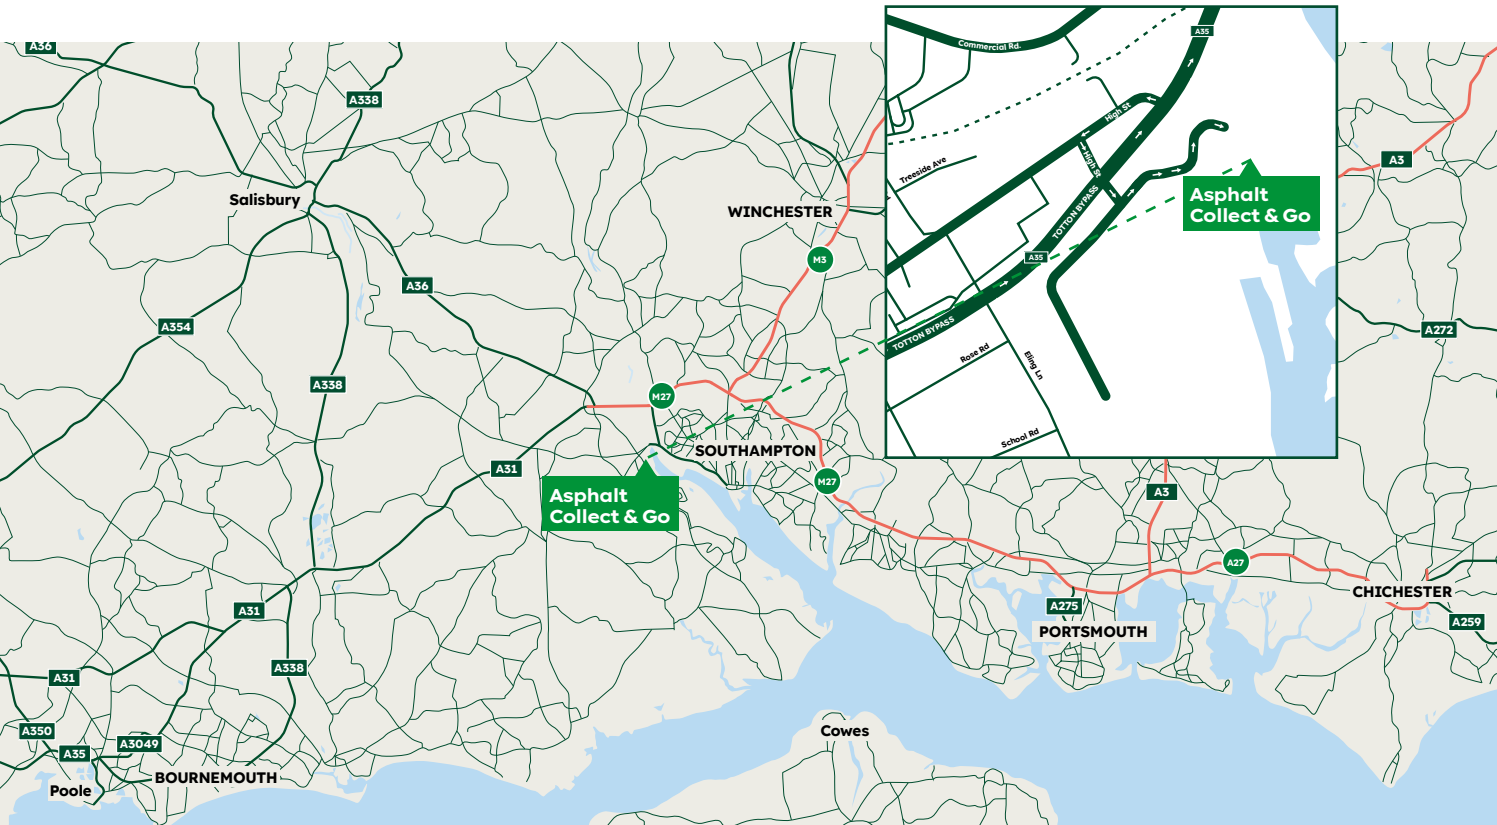 A36
A338
Salisbury
WINCHESTER
M3
A36
A354
A338
M27
SOUTHAMPTON
A31
M27
Asphalt
Collect & Go
A31
A338
A31
A350
A35
A3049
BOURNEMOUTH
Poole
Cowes
A3
A272
A3
A27
CHICHESTER
A275
PORTSMOUTH
A259
Commercial Rd.
A35
High St
High St
Treeside Ave
TOTTON BYPASS
A35
Asphalt
Collect & Go
TOTTON BYPASS
Rose Rd
Eling Ln
School Rd